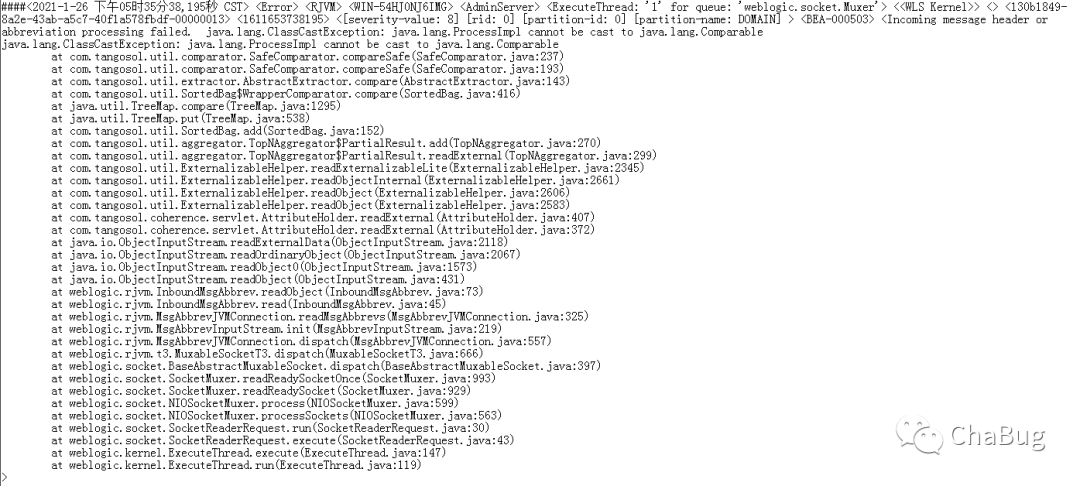 ####<2021-1-26 下午05时35分38,195秒 CST> <Error> <RJVM> <WIN-54HJ0NJ6IMG> <AdminServer> <ExecuteThread: '1' for queue: 'weblogic.socket.Muxer'> <<WLS Kernel>> <> <130b1849-
8a2e-43ab-a5c7-40f1a578fbdf-00000013> <1611653738195> <[severity-value: 8] [rid: 0] [partition-id: 0] [partition-name: DOMAIN] > <BEA-000503> <Incoming message header or
abbreviation processing failed.  java.lang.ClassCastException: java.lang.ProcessImpl cannot be cast to java.lang.Comparable
java.lang.ClassCastException: java.lang.ProcessImpl cannot be cast to java.lang.Comparable
at com.tangosol.util.comparator.SafeComparator.compareSafe(SafeComparator.java:237)
at com.tangosol.util.comparator.SafeComparator.compareSafe(SafeComparator.java:193)
at com.tangosol.util.extractor.AbstractExtractor.compare(AbstractExtractor.java:143)
at com.tangosol.util.SortedBag$WrapperComparator.compare(SortedBag.java:416)
at java.util.TreeMap.compare(TreeMap.java:1295)
at java.util.TreeMap.put(TreeMap.java:538)
at com.tangosol.util.SortedBag.add(SortedBag.java:152)
at com.tangosol.util.aggregator.TopNAggregator$PartialResult.add(TopNAggregator.java:270)
at com.tangosol.util.aggregator.TopNAggregator$PartialResult.readExternal(TopNAggregator.java:299)
at com.tangosol.util.ExternalizableHelper.readExternalizableLite(ExternalizableHelper.java:2345)
at com.tangosol.util.ExternalizableHelper.readObjectInternal(ExternalizableHelper.java:2661)
at com.tangosol.util.ExternalizableHelper.readObject(ExternalizableHelper.java:2606)
at com.tangosol.util.ExternalizableHelper.readObject(ExternalizableHelper.java:2583)
at com.tangosol.coherence.servlet.AttributeHolder.readExternal(AttributeHolder.java:407)
at com.tangosol.coherence.servlet.AttributeHolder.readExternal(AttributeHolder.java:372)
at java.io.ObjectInputStream.readExternalData(ObjectInputStream.java:2118)
at java.io.ObjectInputStream.readOrdinaryObject(ObjectInputStream.java:2067)
at java.io.ObjectInputStream.readObject0(ObjectInputStream.java:1573)
at java.io.ObjectInputStream.readObject(ObjectInputStream.java:431)
at weblogic.rjvm.InboundMsgAbbrev.readObject(InboundMsgAbbrev.java:73)
at weblogic.rjvm.InboundMsgAbbrev.read(InboundMsgAbbrev.java:45)
at weblogic.rjvm.MsgAbbrevJVMConnection.readMsgAbbrevs(MsgAbbrevJVMConnection.java:325)
at weblogic.rjvm.MsgAbbrevInputStream.init(MsgAbbrevInputStream.java:219)
at weblogic.rjvm.MsgAbbrevJVMConnection.dispatch(MsgAbbrevJVMConnection.java:557)
at weblogic.rjvm.t3.MuxableSocketT3.dispatch(MuxableSocketT3.java:666)
at weblogic.socket.BaseAbstractMuxableSocket.dispatch(BaseAbstractMuxableSocket.java:397)
at weblogic.socket.SocketMuxer.readReadySocketOnce(SocketMuxer.java:993)
at weblogic.socket.SocketMuxer.readReadySocket(SocketMuxer.java:929)
at weblogic.socket.NIOSocketMuxer.process(NIOSocketMuxer.java:599)
at weblogic.socket.NIOSocketMuxer.processSockets(NIOSocketMuxer.java:563)
at weblogic.socket.SocketReaderRequest.run(SocketReaderRequest.java:30)
at weblogic.socket.SocketReaderRequest.execute(SocketReaderRequest.java:43)
at weblogic.kernel.ExecuteThread.execute(ExecuteThread.java:147)
at weblogic.kernel.ExecuteThread.run(ExecuteThread.java:119)
>
ChaBug